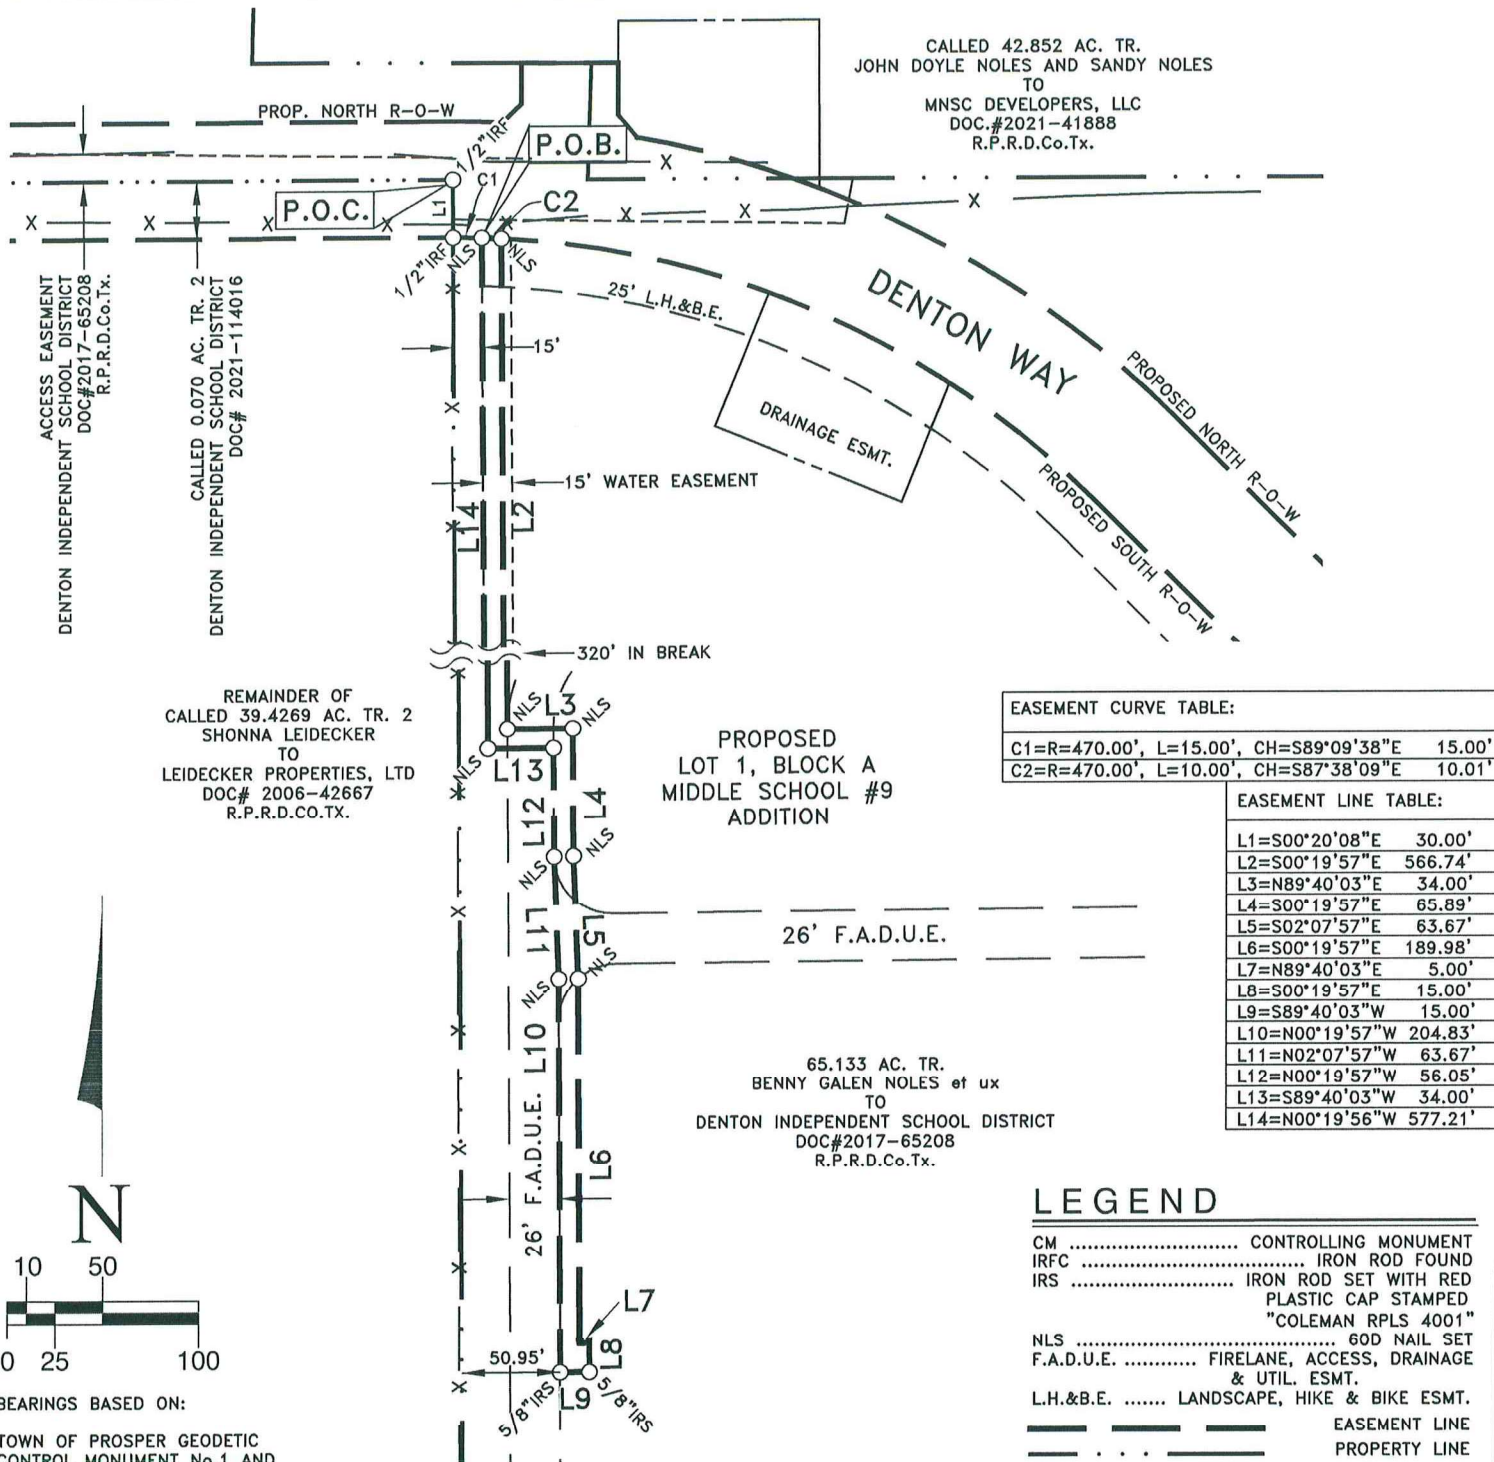 CALLED 42.852 AC. TR.
JOHN DOYLE NOLES AND SANDY NOLES
TO
MNSC DEVELOPERS, LLC
DOC.#2021-41888
R.P.R.D.Co.Tx.
PROP. NORTH R-O-W
1/2"IRF
P.O.B.
P.O.C.
L1
C1
C2
X
X
X
X
X
X
X
X
1/2"IRF
NLS
NLS
25' L.H.&B.E.
DENTON WAY
ACCESS EASEMENT
DENTON INDEPENDENT SCHOOL DISTRICT
DOC#2017-65208
R.P.R.D.Co.Tx.
CALLED 0.070 AC. TR. 2
DENTON INDEPENDENT SCHOOL DISTRICT
DOC# 2021-114016
15'
DRAINAGE ESMT.
PROPOSED NORTH R-O-W
PROPOSED SOUTH R-O-W
15' WATER EASEMENT
L14
L2
320' IN BREAK
REMAINDER OF
CALLED 39.4269 AC. TR. 2
SHONNA LEIDECKER
TO
LEIDECKER PROPERTIES, LTD
DOC# 2006-42667
R.P.R.D.CO.TX.
NLS
L3
NLS
NLS
L13
L12
L4
NLS
NLS
PROPOSED
LOT 1, BLOCK A
MIDDLE SCHOOL #9
ADDITION
EASEMENT CURVE TABLE:
C1=R=470.00', L=15.00', CH=S89°09'38"E 15.00'
C2=R=470.00', L=10.00', CH=S87°38'09"E 10.01'
EASEMENT LINE TABLE:
L1=S00°20'08"E 30.00'
L2=S00°19'57"E 566.74'
L3=N89°40'03"E 34.00'
L4=S00°19'57"E 65.89'
L5=S02°07'57"E 63.67'
L6=S00°19'57"E 189.98'
L7=N89°40'03"E 5.00'
L8=S00°19'57"E 15.00'
L9=S89°40'03"W 15.00'
L10=N00°19'57"W 204.83'
L11=N02°07'57"W 63.67'
L12=N00°19'57"W 56.05'
L13=S89°40'03"W 34.00'
L14=N00°19'56"W 577.21'
L11
L5
26' F.A.D.U.E.
NLS
NLS
L10
26' F.A.D.U.E.
L6
65.133 AC. TR.
BENNY GALEN NOLES et ux
TO
DENTON INDEPENDENT SCHOOL DISTRICT
DOC#2017-65208
R.P.R.D.Co.Tx.
L7
L8
50.95'
L9
5/8"IRS
5/8"IRS
N
10 50
0 25 100
BEARINGS BASED ON:
TOWN OF PROSPER GEODETIC
CONTROL MONUMENT No.1 AND
LEGEND
CM .......................... CONTROLLING MONUMENT
IRFC .................................. IRON ROD FOUND
IRS ......................... IRON ROD SET WITH RED
PLASTIC CAP STAMPED
"COLEMAN RPLS 4001"
NLS ....................................... 60D NAIL SET
F.A.D.U.E. ............ FIRELANE, ACCESS, DRAINAGE
& UTIL. ESMT.
L.H.&B.E. ....... LANDSCAPE, HIKE & BIKE ESMT.
EASEMENT LINE
PROPERTY LINE